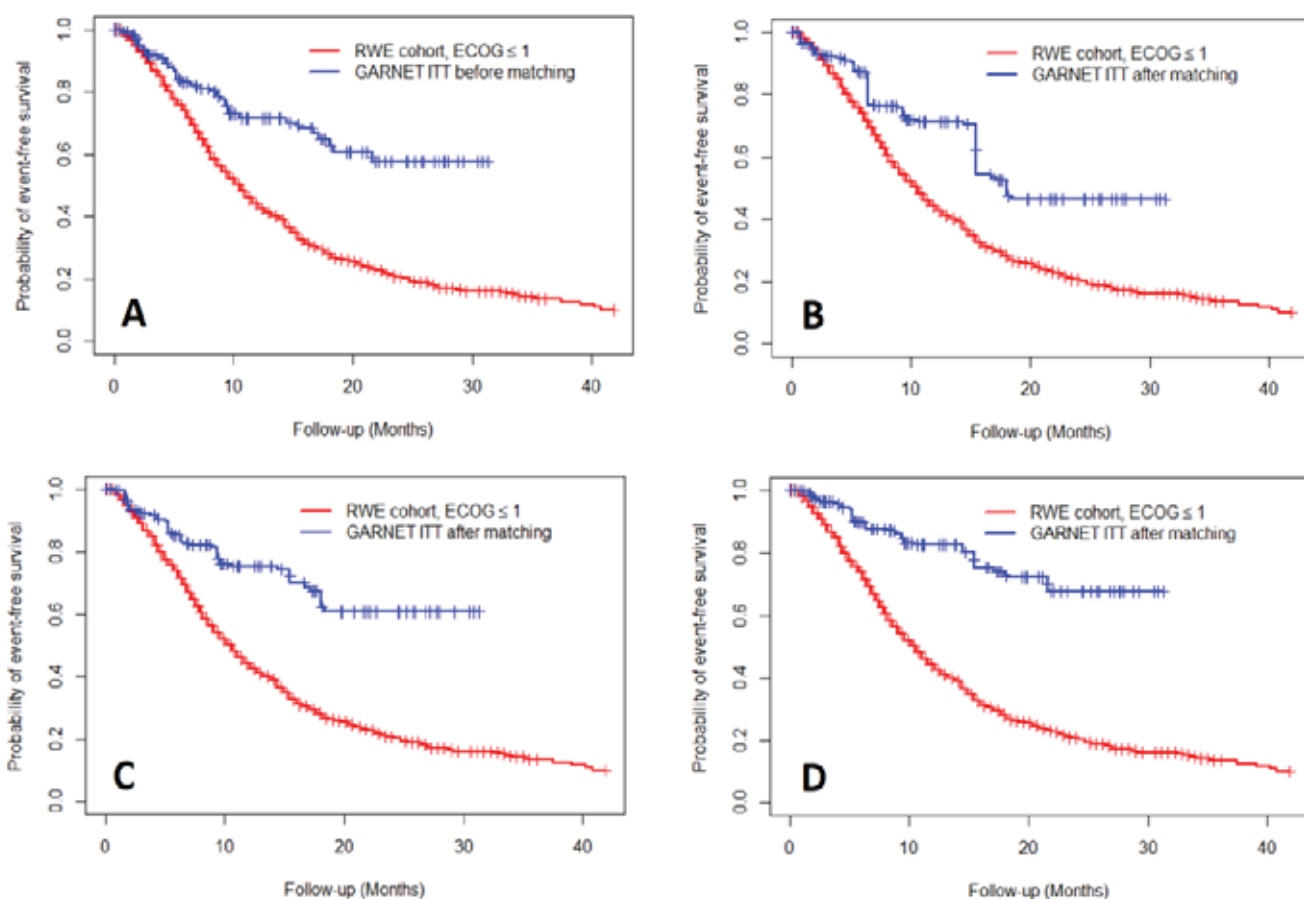 RWE cohort, ECOG ≤ 1
GARNET ITT before matching
Probability of event-free survival
0.0 0.2 0.4 0.6 0.8 1.0
A
0 10 20 30 40
Follow-up (Months)
RWE cohort, ECOG ≤ 1
GARNET ITT after matching
Probability of event-free survival
0.0 0.2 0.4 0.6 0.8 1.0
B
0 10 20 30 40
Follow-up (Months)
RWE cohort, ECOG ≤ 1
GARNET ITT after matching
Probability of event-free survival
0.0 0.2 0.4 0.6 0.8 1.0
C
0 10 20 30 40
Follow-up (Months)
RWE cohort, ECOG ≤ 1
GARNET ITT after matching
Probability of event-free survival
0.0 0.2 0.4 0.6 0.8 1.0
D
0 10 20 30 40
Follow-up (Months)